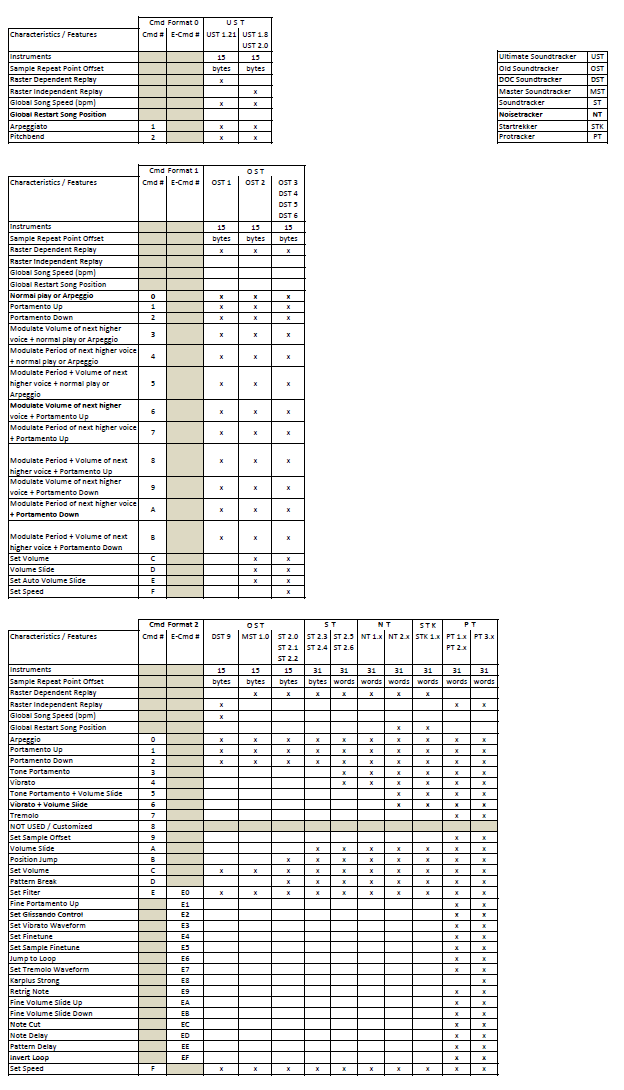 Cmd Format 0 U S T
Characteristics / Features Cmd # E-Cmd # UST 1.21 UST 1.8
UST 2.0
Instruments 15 15
Sample Repeat Point Offset bytes bytes
Raster Dependent Replay x
Raster Independent Replay x
Global Song Speed (bpm) x x
Global Restart Song Position
Arpeggiato 1 x x
Pitchbend 2 x x
Ultimate Soundtracker UST
Old Soundtracker OST
DOC Soundtracker DST
Master Soundtracker MST
Soundtracker ST
Noisetracker NT
Startrekker STK
Protracker PT
Cmd Format 1 O S T
Characteristics / Features Cmd # E-Cmd # OST 1 OST 2 OST 3
DST 4
DST 5
DST 6
Instruments 15 15 15
Sample Repeat Point Offset bytes bytes bytes
Raster Dependent Replay x x x
Raster Independent Replay
Global Song Speed (bpm)
Global Restart Song Position
Normal play or Arpeggio 0 x x x
Portamento Up 1 x x x
Portamento Down 2 x x x
Modulate Volume of next higher
voice + normal play or Arpeggio 3 x x x
Modulate Period of next higher voice
+ normal play or Arpeggio 4 x x x
Modulate Period + Volume of next
higher voice + normal play or 5 x x x
Arpeggio
Modulate Volume of next higher
voice + Portamento Up 6 x x x
Modulate Period of next higher voice
+ Portamento Up 7 x x x
Modulate Period + Volume of next 8 x x x
higher voice + Portamento Up
Modulate Volume of next higher
voice + Portamento Down 9 x x x
Modulate Period of next higher voice
+ Portamento Down A x x x
Modulate Period + Volume of next B x x x
higher voice + Portamento Down
Set Volume C x x
Volume Slide D x x
Set Auto Volume Slide E x x
Set Speed F x
Cmd Format 2 O S T S T N T S T K P T
Characteristics / Features Cmd # E-Cmd # DST 9 MST 1.0 ST 2.0 ST 2.3 ST 2.5 NT 1.x NT 2.x STK 1.x PT 1.x PT 3.x
ST 2.1 ST 2.4 ST 2.6 PT 2.x
ST 2.2
Instruments 15 15 15 31 31 31 31 31 31 31
Sample Repeat Point Offset bytes bytes bytes bytes words words words words words words
Raster Dependent Replay x x x x x x x
Raster Independent Replay x x x
Global Song Speed (bpm) x
Global Restart Song Position x x
Arpeggio 0 x x x x x x x x x x
Portamento Up 1 x x x x x x x x x x
Portamento Down 2 x x x x x x x x x x
Tone Portamento 3 x x x x x x
Vibrato 4 x x x x x x
Tone Portamento + Volume Slide 5 x x x x
Vibrato + Volume Slide 6 x x x x
Tremolo 7 x x
NOT USED / Customized 8
Set Sample Offset 9 x x
Volume Slide A x x x x x x x
Position Jump B x x x x x x x x
Set Volume C x x x x x x x x x x
Pattern Break D x x x x x x x x
Set Filter E E0 x x x x x x x x x x
Fine Portamento Up E1 x x
Set Glissando Control E2 x x
Set Vibrato Waveform E3 x x
Set Finetune E4 x x
Set Sample Finetune E5 x x
Jump to Loop E6 x x
Set Tremolo Waveform E7 x x
Karplus Strong E8 x
Retrig Note E9 x x
Fine Volume Slide Up EA x x
Fine Volume Slide Down EB x x
Note Cut EC x x
Note Delay ED x x
Pattern Delay EE x x
Invert Loop EF x x
Set Speed F x x x x x x x x x x